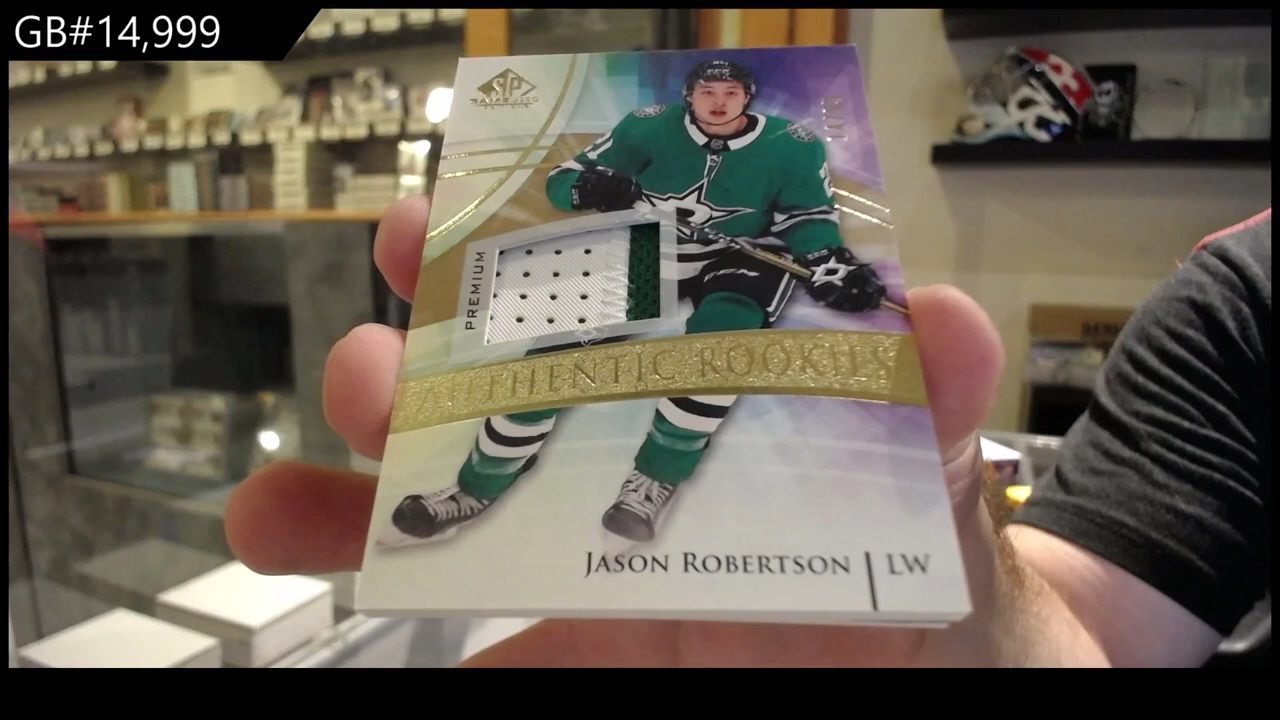 GB#14,999
SP
PREMIUM
AUTHENTIC ROOKIES
JASON ROBERTSON | LW